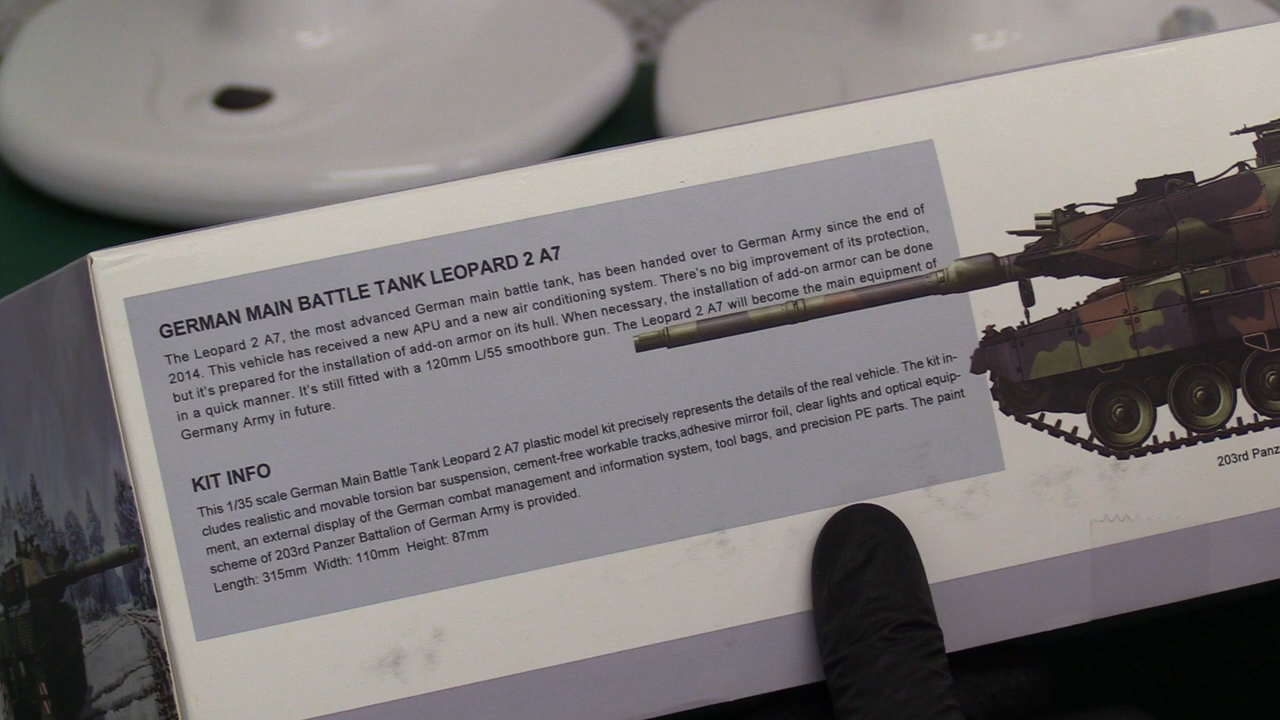 GERMAN MAIN BATTLE TANK LEOPARD 2 A7
The Leopard 2 A7, the most advanced German main battle tank, has been handed over to German Army since the end of
2014. This vehicle has received a new APU and a new air conditioning system. There's no big improvement of its protection,
but it's prepared for the installation of add-on armor on its hull. When necessary, the installation of add-on armor can be done
in a quick manner. It's still fitted with a 120mm L/55 smoothbore gun. The Leopard 2 A7 will become the main equipment of
Germany Army in future.
KIT INFO
This 1/35 scale German Main Battle Tank Leopard 2 A7 plastic model kit precisely represents the details of the real vehicle. The kit in-
cludes realistic and movable torsion bar suspension, cement-free workable tracks,adhesive mirror foil, clear lights and optical equip-
ment, an external display of the German combat management and information system, tool bags, and precision PE parts. The paint
scheme of 203rd Panzer Battalion of German Army is provided.
Length: 315mm Width: 110mm Height: 87mm
203rd Panz